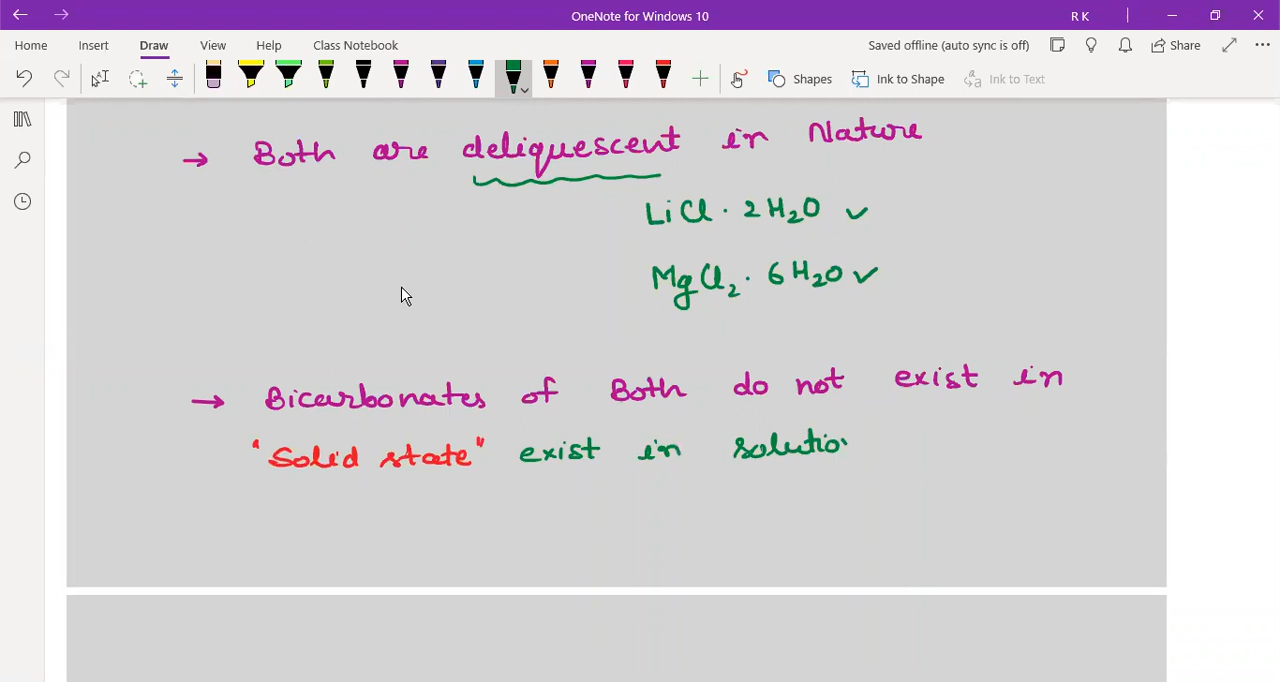 OneNote for Windows 10
R K
Home Insert Draw View Help Class Notebook
Saved offline (auto sync is off) Share
Shapes Ink to Shape Ink to Text
→ Both are deliquescent in Nature
LiCl · 2H₂O ✓
MgCl₂ · 6H₂O ✓
→ Bicarbonates of Both do not exist in
"Solid state" exist in solutio